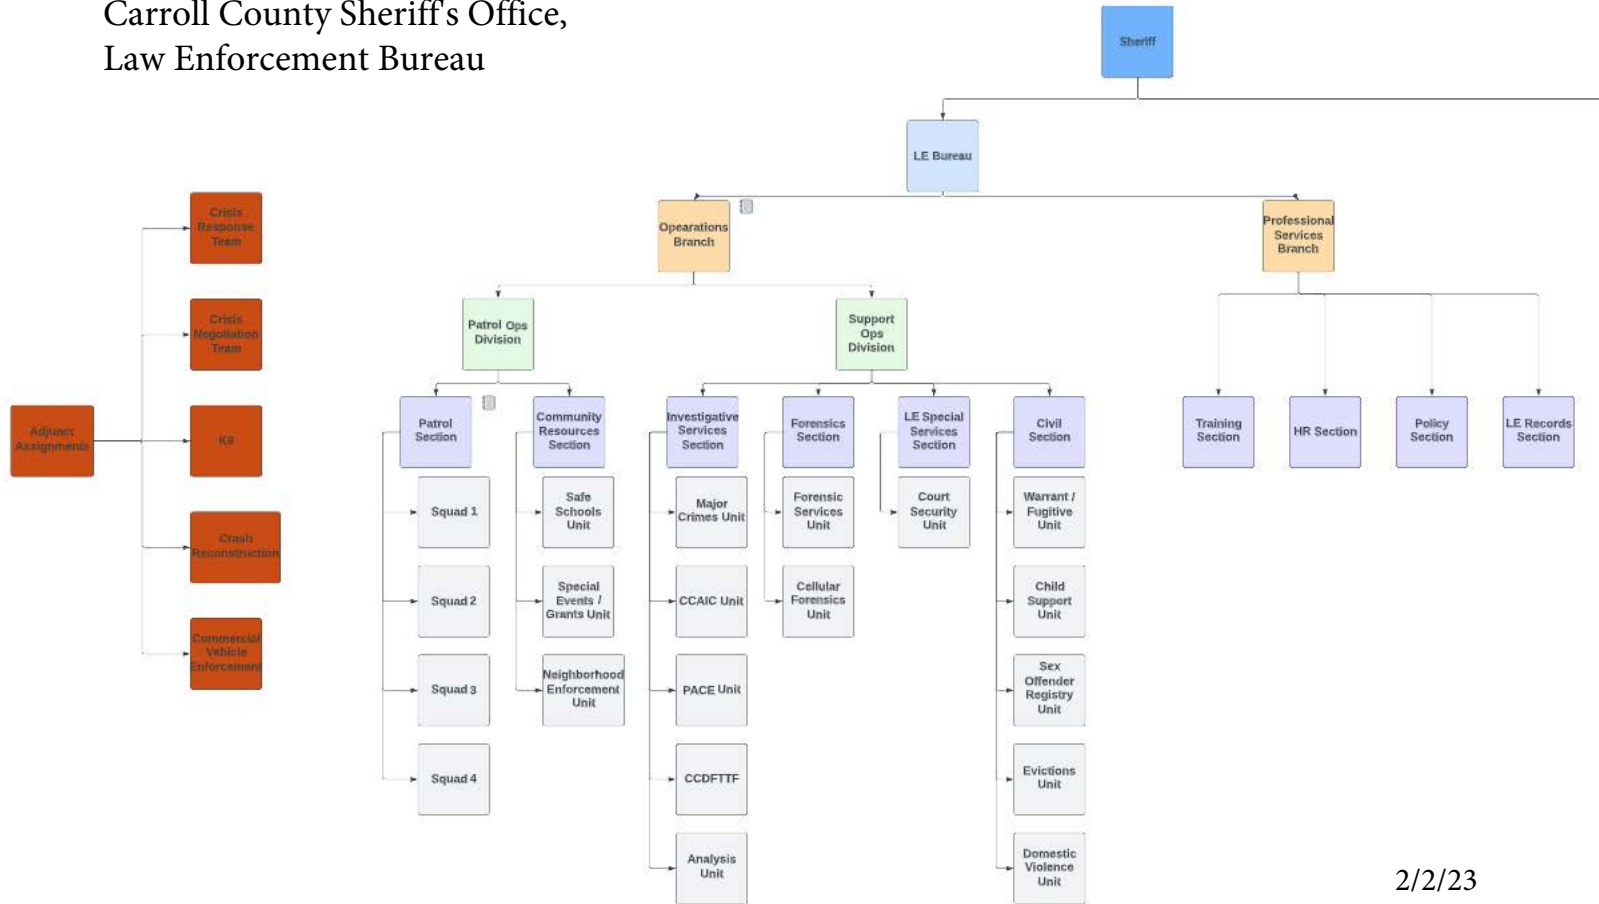 Carroll County Sheriff's Office,
Law Enforcement Bureau
Sheriff
LE Bureau
Opearations
Branch
Professional
Services
Branch
Patrol Ops
Division
Support
Ops
Division
Patrol
Section
Community
Resources
Section
Investigative
Services
Section
Forensics
Section
LE Special
Services
Section
Civil
Section
Training
Section
HR Section
Policy
Section
LE Records
Section
Squad 1
Squad 2
Squad 3
Squad 4
Safe
Schools
Unit
Special
Events /
Grants Unit
Neighborhood
Enforcement
Unit
Major
Crimes Unit
CCAIC Unit
PACE Unit
CCDFTTF
Analysis
Unit
Forensic
Services
Unit
Cellular
Forensics
Unit
Court
Security
Unit
Warrant /
Fugitive
Unit
Child
Support
Unit
Sex
Offender
Registry
Unit
Evictions
Unit
Domestic
Violence
Unit
Adjunct
Assignments
Crisis
Response
Team
Crisis
Negotiation
Team
K9
Crash
Reconstruction
Commercial
Vehicle
Enforcement
2/2/23